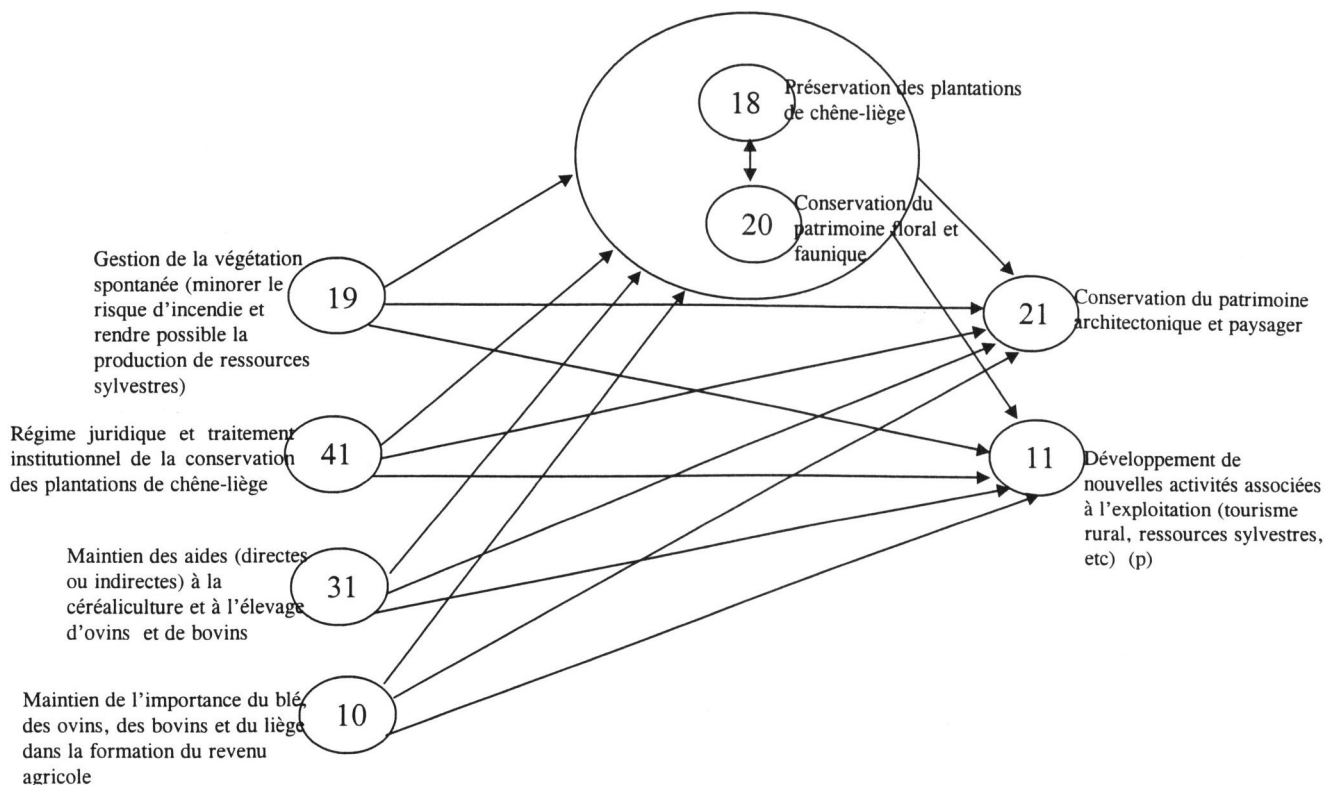 18
Préservation des plantations
de chêne-liège
20
Conservation du
patrimoine floral et
faunique
Gestion de la végétation
spontanée (minorer le
risque d'incendie et
rendre possible la
production de ressources
sylvestres)
19
21
Conservation du patrimoine
architectonique et paysager
Régime juridique et traitement
institutionnel de la conservation
des plantations de chêne-liège
41
11
Développement de
nouvelles activités associées
à l'exploitation (tourisme
rural, ressources sylvestres,
etc) (p)
Maintien des aides (directes
ou indirectes) à la
céréaliculture et à l'élevage
d'ovins et de bovins
31
Maintien de l'importance du blé,
des ovins, des bovins et du liège
dans la formation du revenu
agricole
10